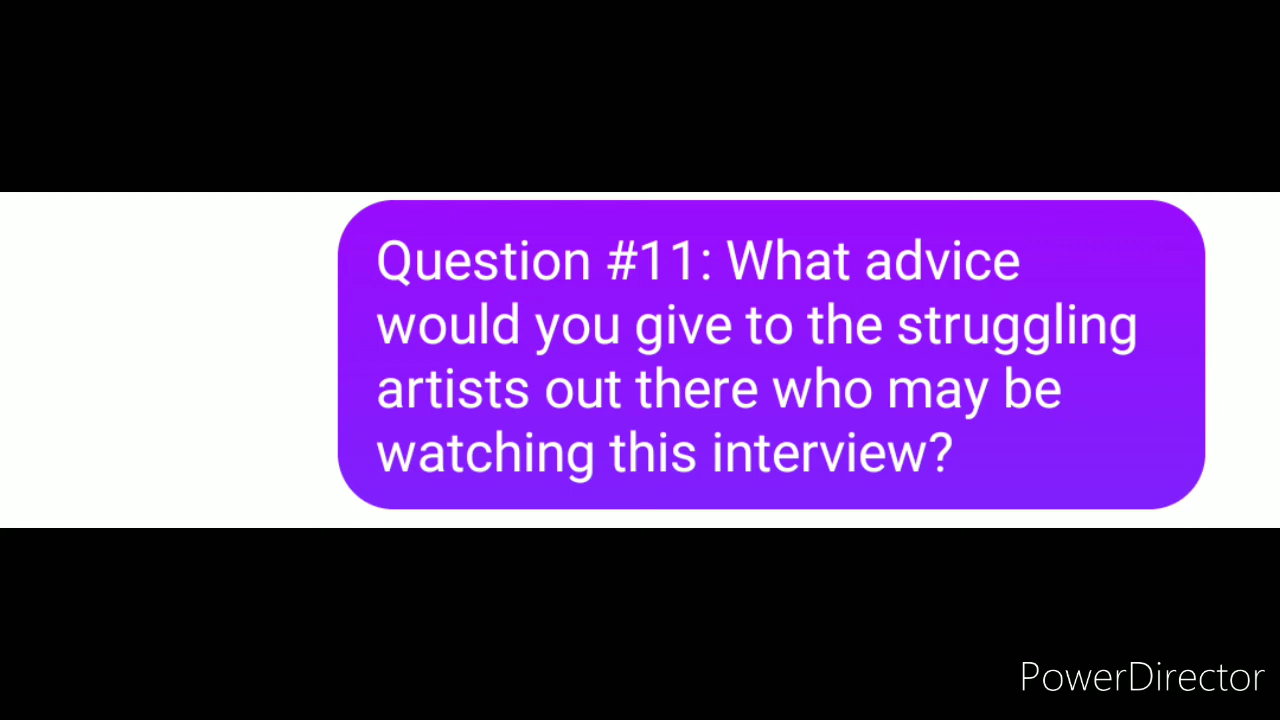 Question #11: What advice
would you give to the struggling
artists out there who may be
watching this interview?
PowerDirector